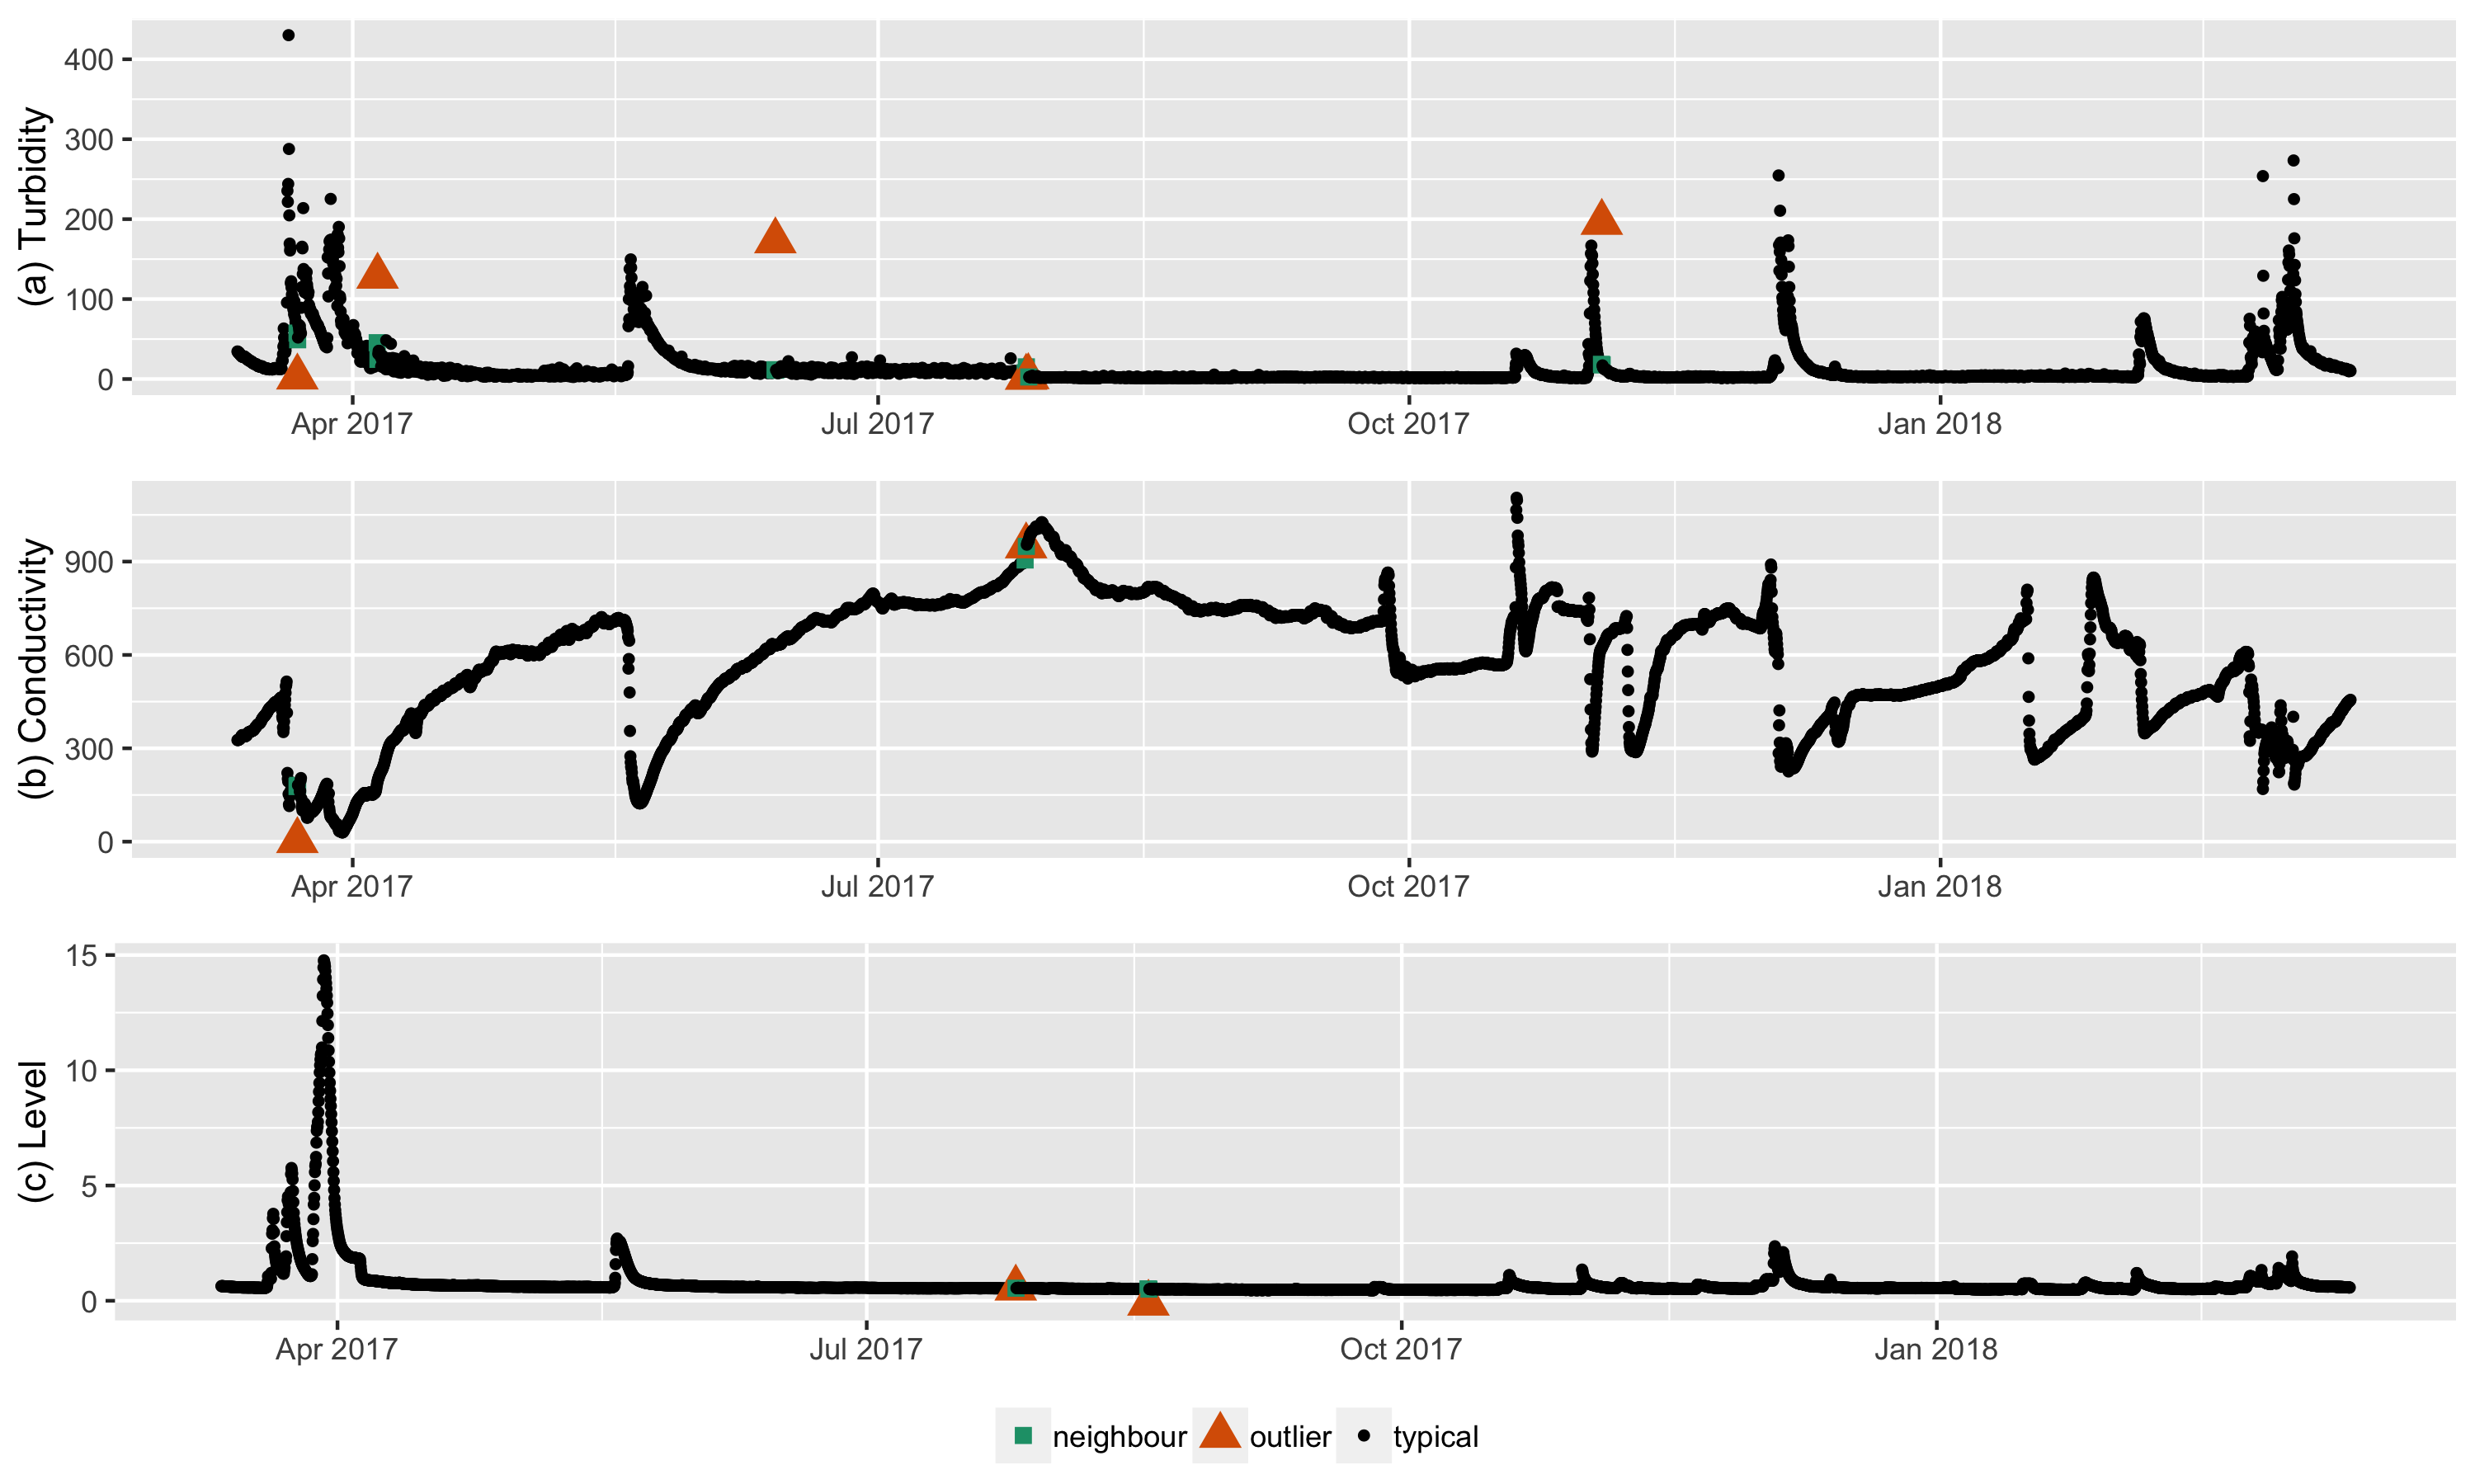 (a) Turbidity
400
300
200
100
0
Apr 2017 Jul 2017 Oct 2017 Jan 2018
(b) Conductivity
900
600
300
0
Apr 2017 Jul 2017 Oct 2017 Jan 2018
(c) Level
15
10
5
0
Apr 2017 Jul 2017 Oct 2017 Jan 2018
neighbour outlier typical